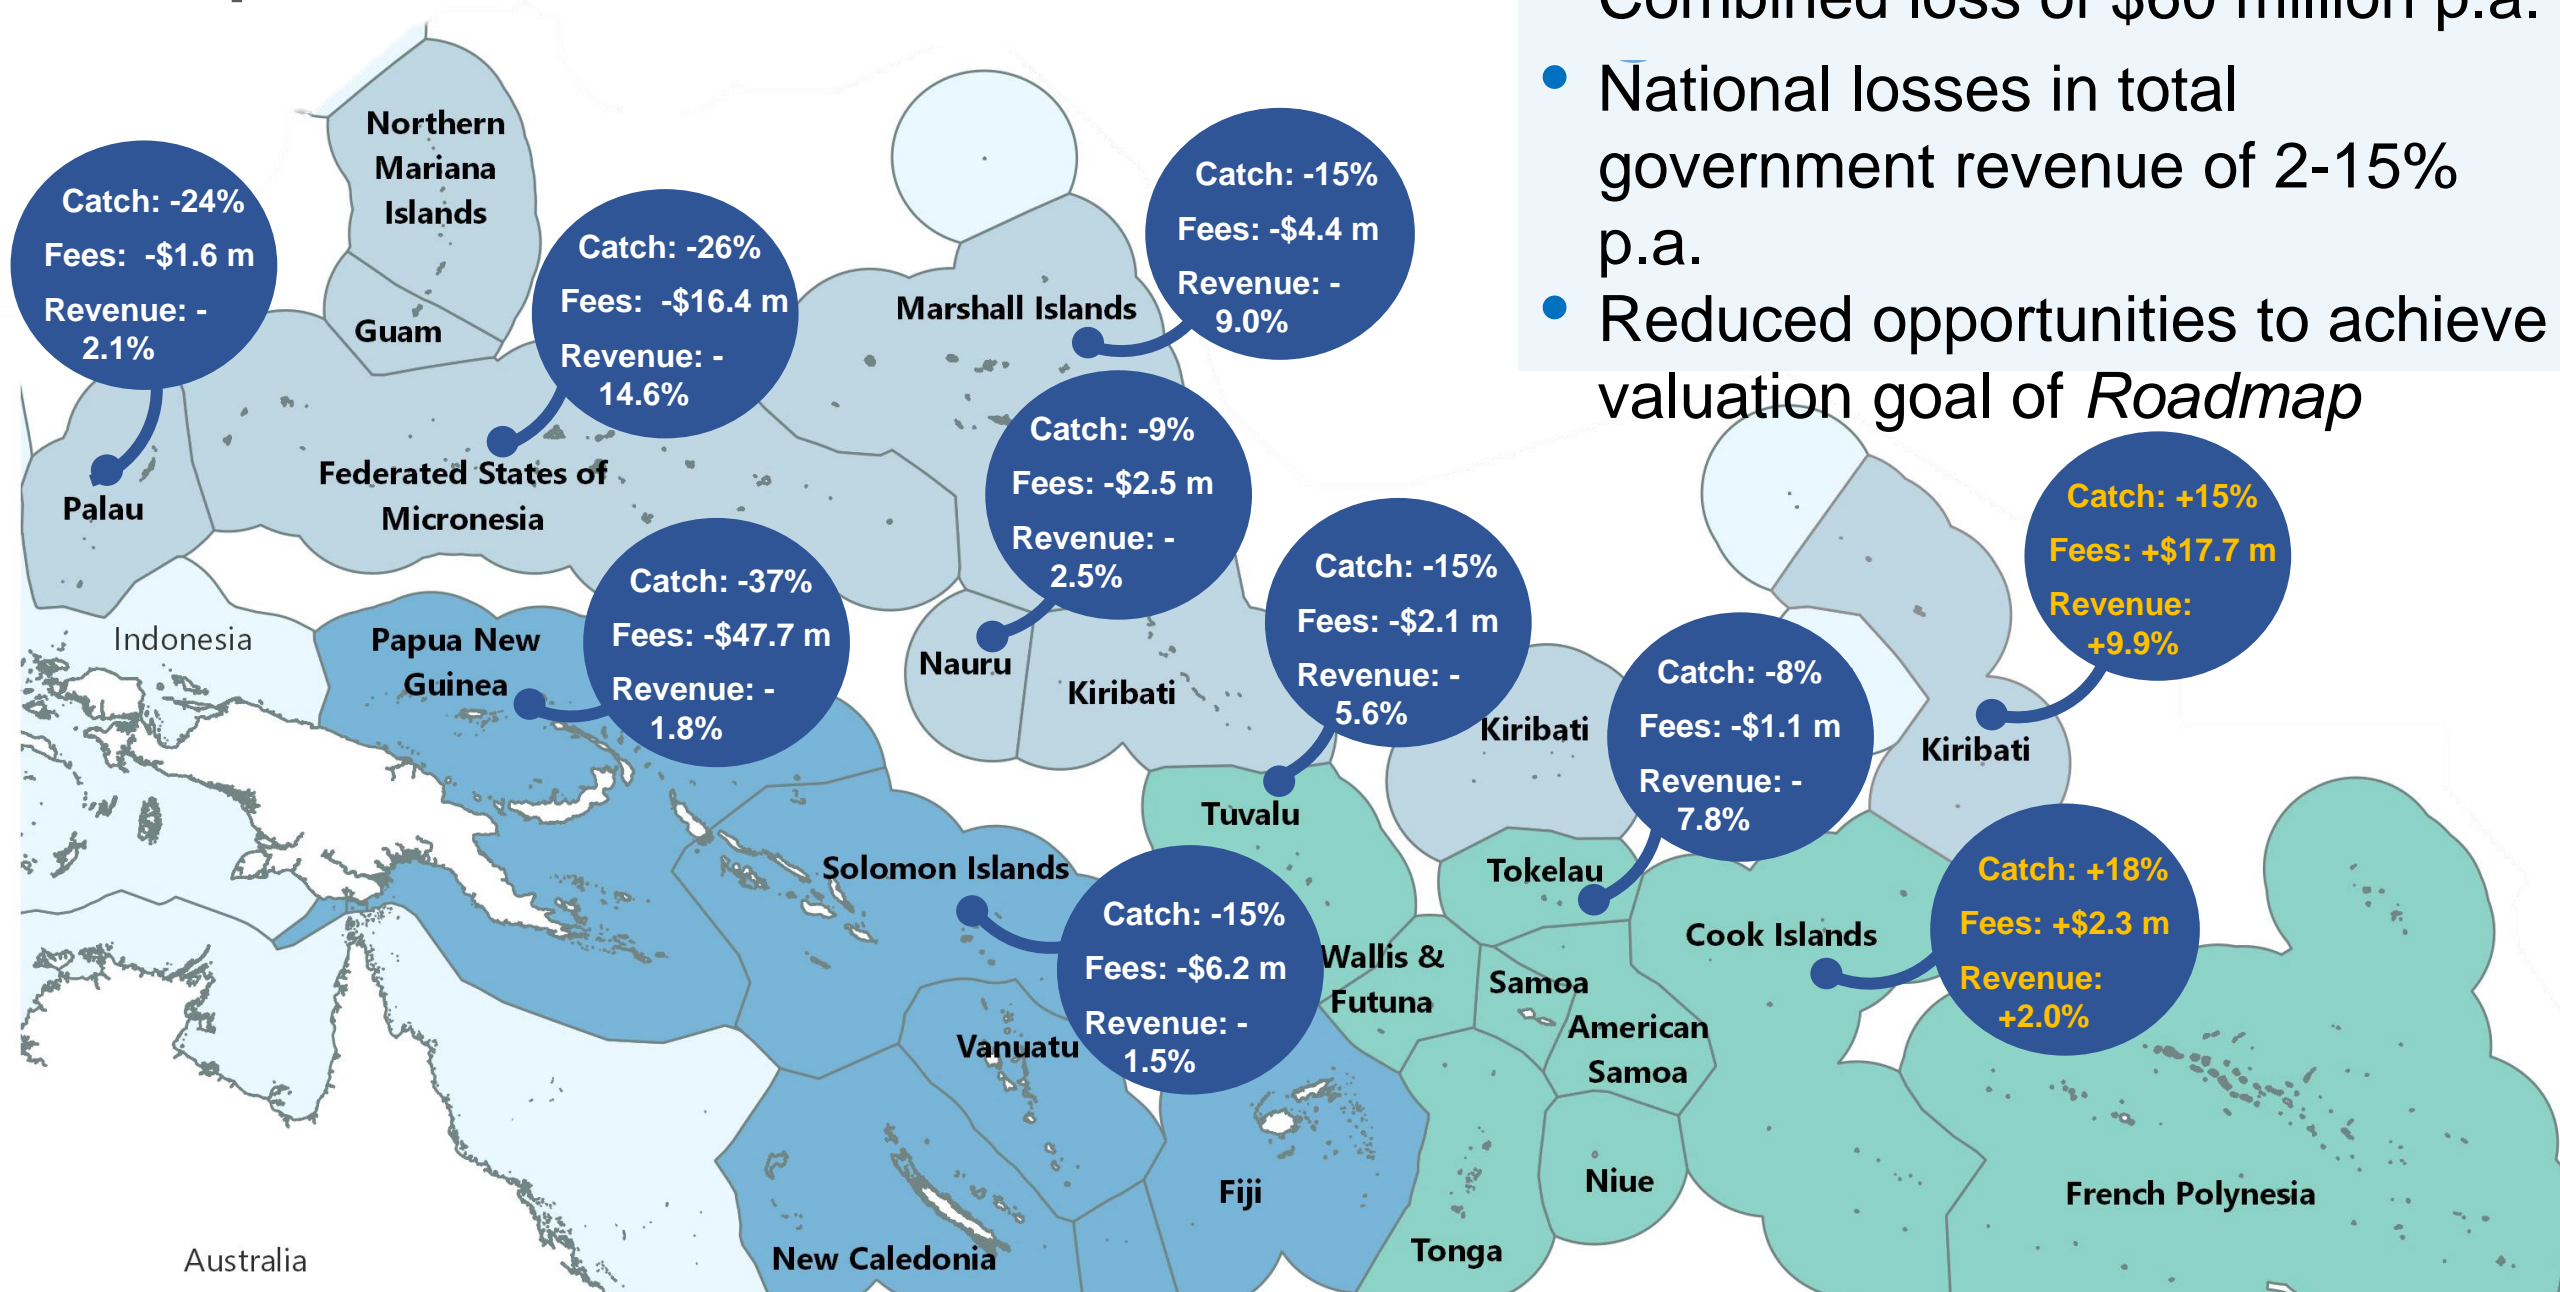 Combined loss of $60 million p.a.
National losses in total
government revenue of 2-15%
p.a.
Reduced opportunities to achieve
valuation goal of Roadmap
Northern
Mariana
Islands
Guam
Catch: -24%
Fees: -$1.6 m
Revenue: -
2.1%
Palau
Catch: -26%
Fees: -$16.4 m
Revenue: -
14.6%
Federated States of
Micronesia
Catch: -15%
Fees: -$4.4 m
Revenue: -
9.0%
Marshall Islands
Catch: -9%
Fees: -$2.5 m
Revenue: -
2.5%
Nauru
Kiribati
Catch: -37%
Fees: -$47.7 m
Revenue: -
1.8%
Indonesia
Papua New
Guinea
Catch: -15%
Fees: -$2.1 m
Revenue: -
5.6%
Tuvalu
Kiribati
Catch: -8%
Fees: -$1.1 m
Revenue: -
7.8%
Tokelau
Catch: +15%
Fees: +$17.7 m
Revenue:
+9.9%
Kiribati
Solomon Islands
Catch: -15%
Fees: -$6.2 m
Revenue: -
1.5%
Catch: +18%
Fees: +$2.3 m
Revenue:
+2.0%
Cook Islands
Wallis &
Futuna
Samoa
American
Samoa
Vanuatu
Fiji
Niue
French Polynesia
Tonga
New Caledonia
Australia